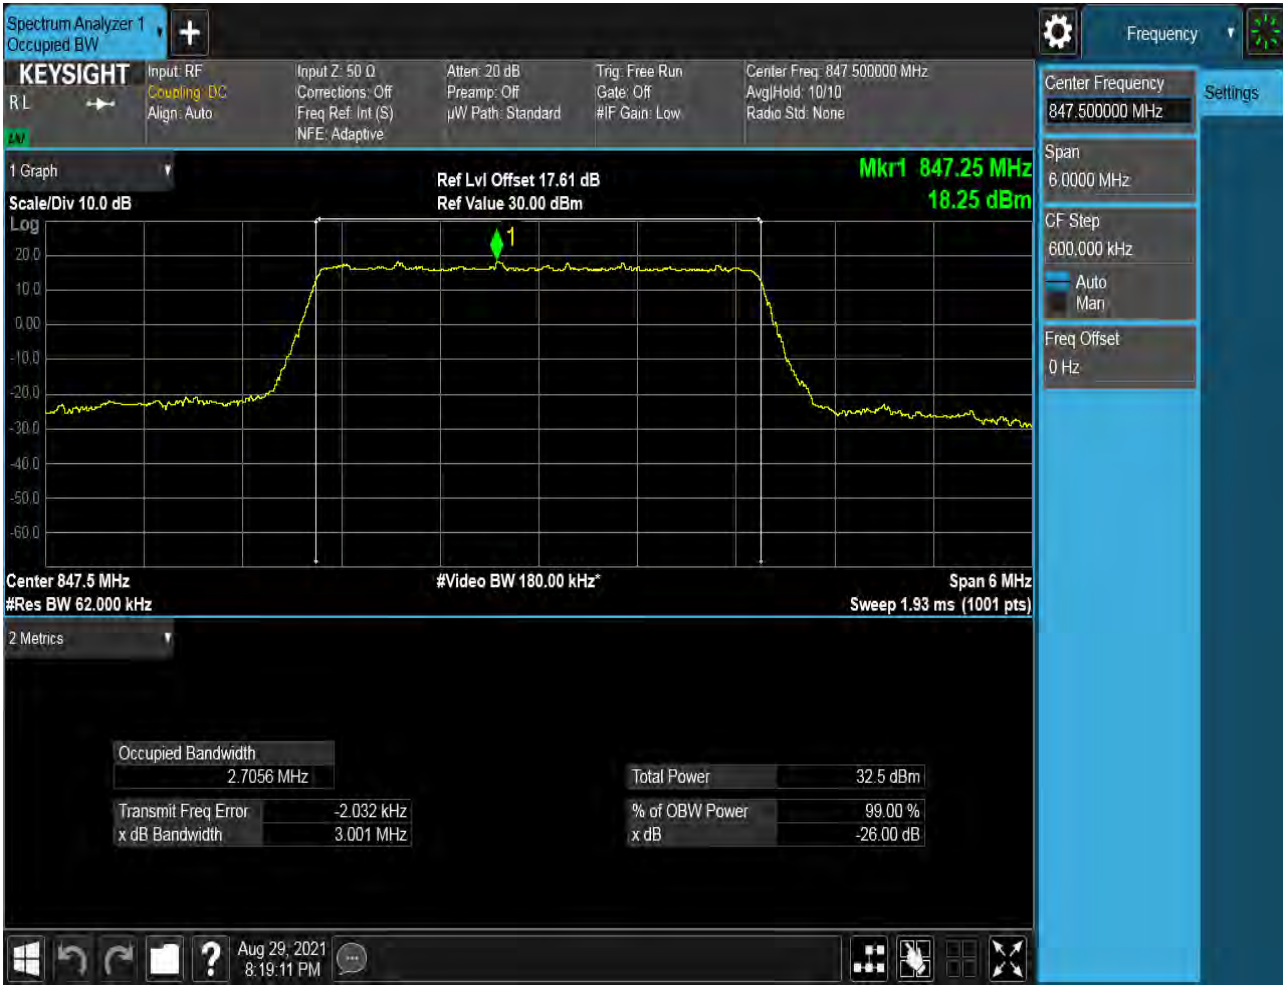 Spectrum Analyzer 1
Occupied BW
+
Frequency
KEYSIGHT
R L
LXI
Input: RF
Coupling: DC
Align: Auto
Input Z: 50 Ω
Corrections: Off
Freq Ref: Int (S)
NFE: Adaptive
Atten: 20 dB
Preamp: Off
µW Path: Standard
Trig: Free Run
Gate: Off
#IF Gain: Low
Center Freq: 847.500000 MHz
Avg|Hold: 10/10
Radio Std: None
Center Frequency
847.500000 MHz
Settings
Span
6.0000 MHz
CF Step
600.000 kHz
Auto
Man
Freq Offset
0 Hz
1 Graph
Scale/Div 10.0 dB
Log
Ref Lvl Offset 17.61 dB
Ref Value 30.00 dBm
Mkr1 847.25 MHz
18.25 dBm
1
20.0
10.0
0.00
-10.0
-20.0
-30.0
-40.0
-50.0
-60.0
Center 847.5 MHz
#Res BW 62.000 kHz
#Video BW 180.00 kHz*
Span 6 MHz
Sweep 1.93 ms (1001 pts)
2 Metrics
Occupied Bandwidth
2.7056 MHz
Transmit Freq Error -2.032 kHz
x dB Bandwidth 3.001 MHz
Total Power 32.5 dBm
% of OBW Power 99.00 %
x dB -26.00 dB
?
Aug 29, 2021
8:19:11 PM